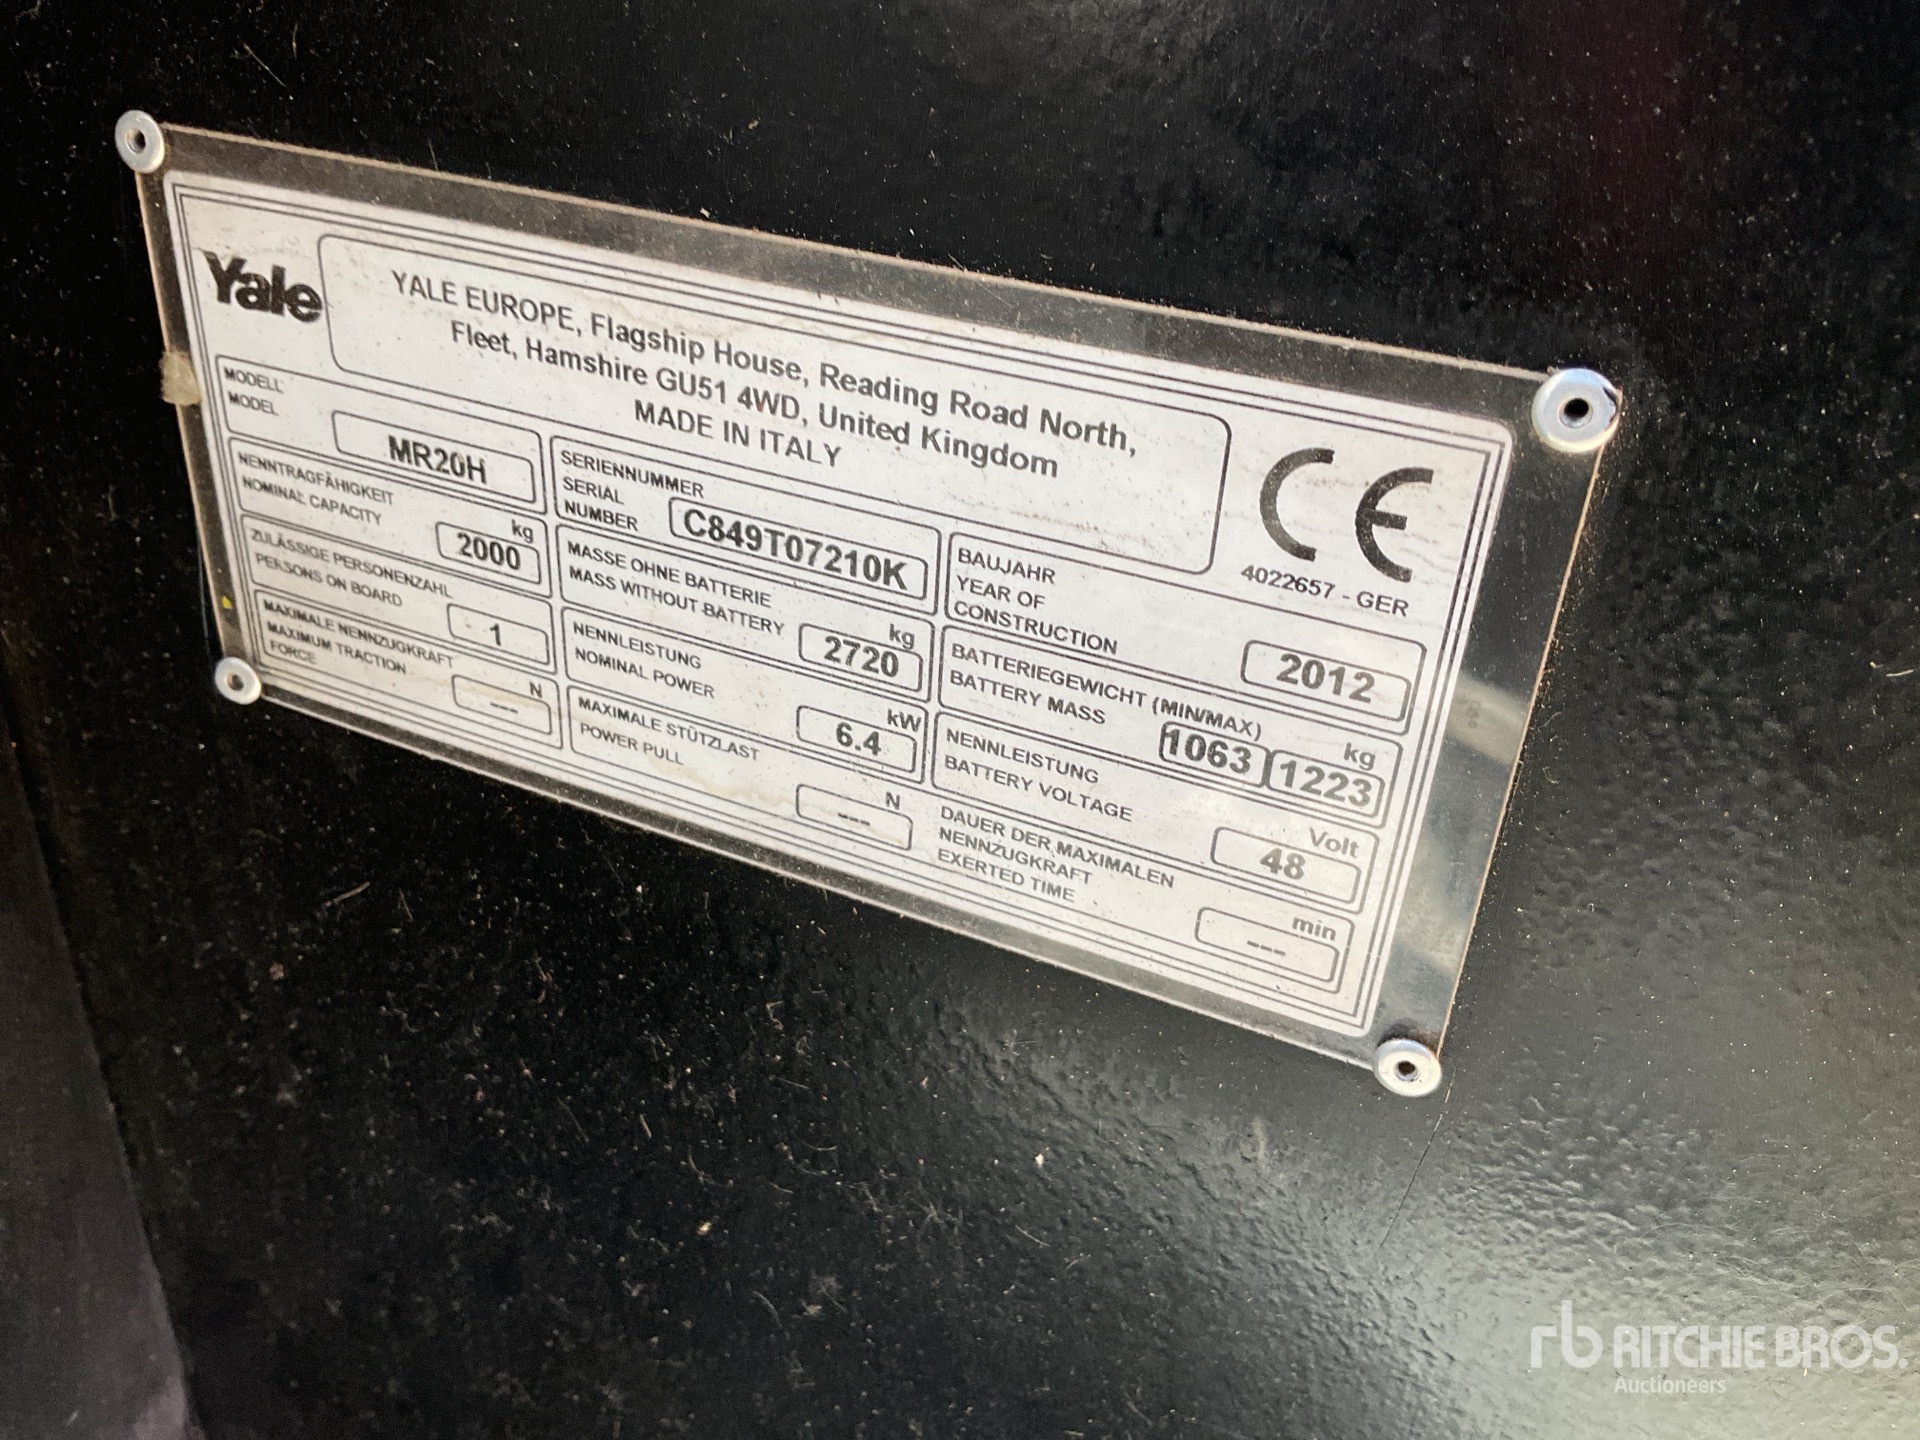 Yale
YALE EUROPE, Flagship House, Reading Road North,
Fleet, Hamshire GU51 4WD, United Kingdom
MADE IN ITALY
CE
4022657 - GER
MODELL
MODEL
MR20H
SERIENNUMMER
SERIAL
NUMBER
C849T07210K
BAUJAHR
YEAR OF
CONSTRUCTION
2012
NENNTRAGFÄHIGKEIT
NOMINAL CAPACITY
kg
2000
MASSE OHNE BATTERIE
MASS WITHOUT BATTERY
kg
2720
BATTERIEGEWICHT (MIN/MAX)
BATTERY MASS
kg
1063 1223
ZULÄSSIGE PERSONENZAHL
PERSONS ON BOARD
1
NENNLEISTUNG
NOMINAL POWER
kW
6.4
NENNLEISTUNG
BATTERY VOLTAGE
Volt
48
MAXIMALE NENNZUGKRAFT
MAXIMUM TRACTION
FORCE
N
---
MAXIMALE STÜTZLAST
POWER PULL
N
---
DAUER DER MAXIMALEN
NENNZUGKRAFT
EXERTED TIME
min
---
rb RITCHIE BROS.
Auctioneers